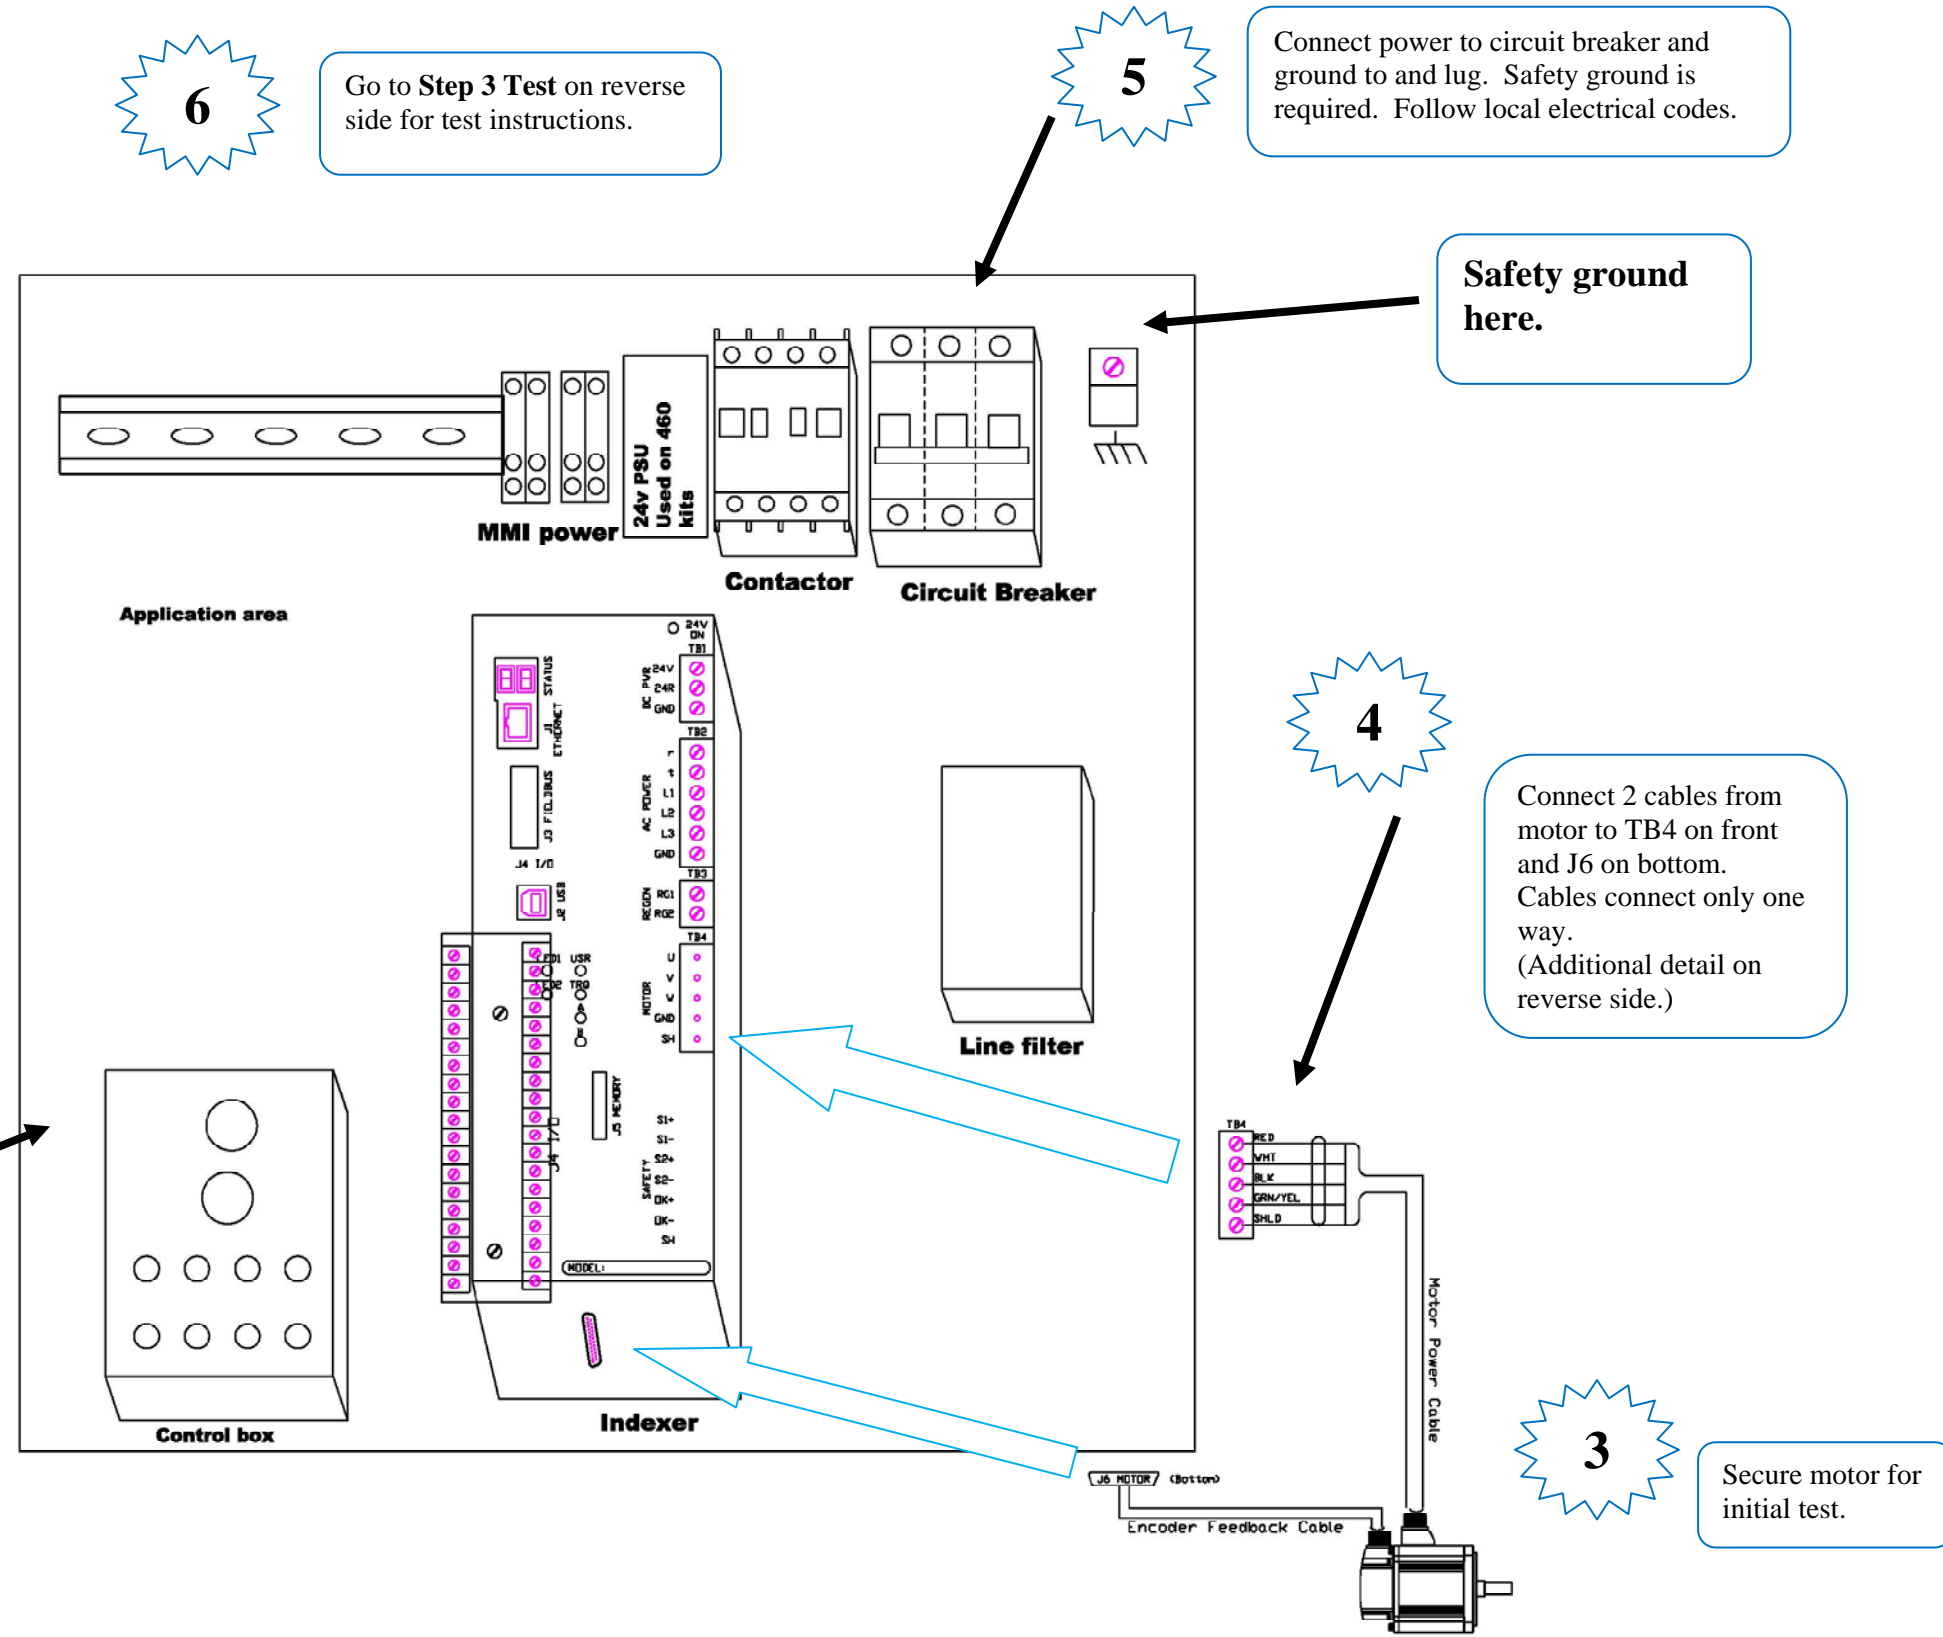 6
Go to Step 3 Test on reverse
side for test instructions.
5
Connect power to circuit breaker and
ground to and lug.  Safety ground is
required.  Follow local electrical codes.
Safety ground
here.
MMI power
24v PSU
Used on 460
kits
Contactor
Circuit Breaker
Application area
24V
ON
STATUS
J1
ETHERNET
J3 FIELDBUS
J4 I/O
J2 USB
TB1
DC PWR
24V
24R
GND
TB2
AC POWER
r
t
L1
L2
L3
GND
TB3
REGEN
RG1
RG2
TB4
MOTOR
U
V
W
GND
SH
LED1 USR
LED2 TRQ
A
B
J5 MEMORY
J4 I/O
SAFETY
S1+
S1-
S2+
S2-
OK+
OK-
SH
MODEL:
Indexer
Control box
Line filter
4
Connect 2 cables from
motor to TB4 on front
and J6 on bottom.
Cables connect only one
way.
(Additional detail on
reverse side.)
TB4
RED
WHT
BLK
GRN/YEL
SHLD
Motor Power Cable
3
Secure motor for
initial test.
J6 MOTOR (Bottom)
Encoder Feedback Cable